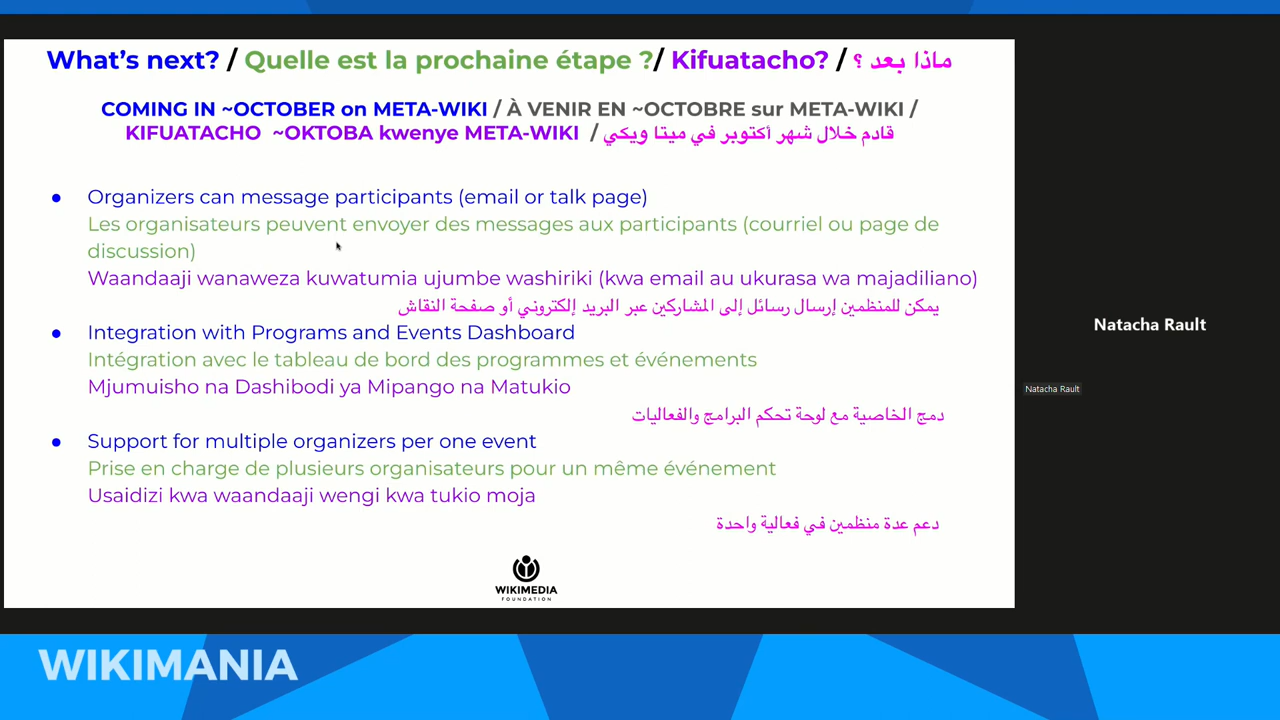 What's next? / Quelle est la prochaine étape ?/ Kifuatacho? / ماذا بعد ؟
COMING IN ~OCTOBER on META-WIKI / À VENIR EN ~OCTOBRE sur META-WIKI /
KIFUATACHO ~OKTOBA kwenye META-WIKI / قادم خلال شهر أكتوبر في ميتا ويكي
● Organizers can message participants (email or talk page)
Les organisateurs peuvent envoyer des messages aux participants (courriel ou page de
discussion)
Waandaaji wanaweza kuwatumia ujumbe washiriki (kwa email au ukurasa wa majadiliano)
يمكن للمنظمين إرسال رسائل إلى المشاركين عبر البريد إلكتروني أو صفحة النقاش
● Integration with Programs and Events Dashboard
Intégration avec le tableau de bord des programmes et événements
Mjumuisho na Dashibodi ya Mipango na Matukio
دمج الخاصية مع لوحة تحكم البرامج والفعاليات
● Support for multiple organizers per one event
Prise en charge de plusieurs organisateurs pour un même événement
Usaidizi kwa waandaaji wengi kwa tukio moja
دعم عدة منظمين في فعالية واحدة
WIKIMEDIA
FOUNDATION
Natacha Rault
Natacha Rault
WIKIMANIA